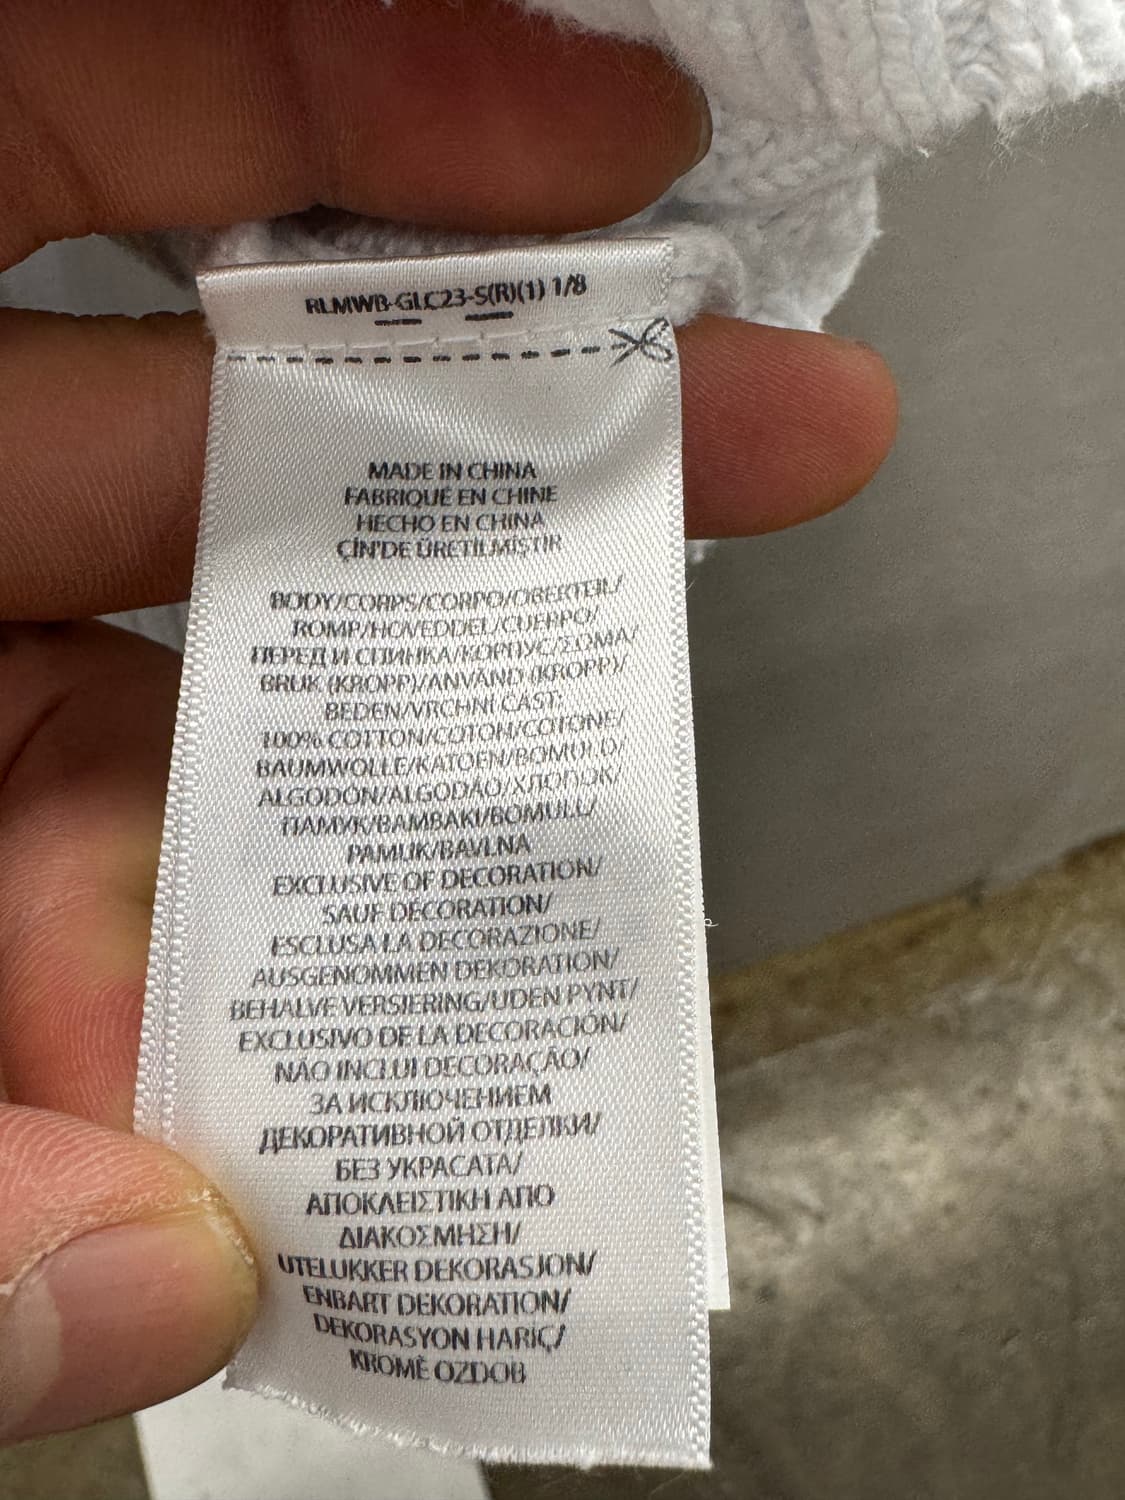 RLMWB-GLC23-S(R)(1) 1/8
MADE IN CHINA
FABRIQUÉ EN CHINE
HECHO EN CHINA
ÇİN'DE ÜRETİLMİŞTİR
BODY/CORPS/CORPO/OBERTEIL/
ROMP/HOVEDDEL/CUERPO/
ПЕРЕД И СПИНКА/КОРПУС/ΣΩΜΑ/
BRUK (KROPP)/ANVÄND (KROPP)/
BEDEN/VRCHNÍ ČÁST:
100% COTTON/COTON/COTONE/
BAUMWOLLE/KATOEN/BOMULD/
ALGODÓN/ALGODÃO/ХЛОПОК/
ПАМУК/ΒΑΜΒΑΚΙ/BOMULL/
PAMUK/BAVLNA
EXCLUSIVE OF DECORATION/
SAUF DÉCORATION/
ESCLUSA LA DECORAZIONE/
AUSGENOMMEN DEKORATION/
BEHALVE VERSIERING/UDEN PYNT/
EXCLUSIVO DE LA DECORACIÓN/
NÃO INCLUI DECORAÇÃO/
ЗА ИСКЛЮЧЕНИЕМ
ДЕКОРАТИВНОЙ ОТДЕЛКИ/
БЕЗ УКРАСАТА/
ΑΠΟΚΛΕΙΣΤΙΚΗ ΑΠΟ
ΔΙΑΚΟΣΜΗΣΗ/
UTELUKKER DEKORASJON/
ENBART DEKORATION/
DEKORASYON HARİÇ/
KROMĚ OZDOB